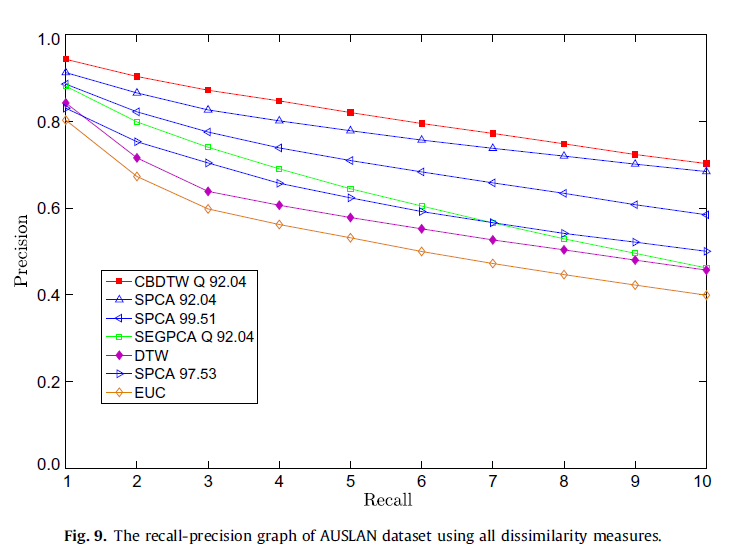 1.0
0.8
0.6
0.4
0.2
0.0
Precision
CBDTW Q 92.04
SPCA 92.04
SPCA 99.51
SEGPCA Q 92.04
DTW
SPCA 97.53
EUC
1 2 3 4 5 6 7 8 9 10
Recall
Fig. 9. The recall-precision graph of AUSLAN dataset using all dissimilarity measures.